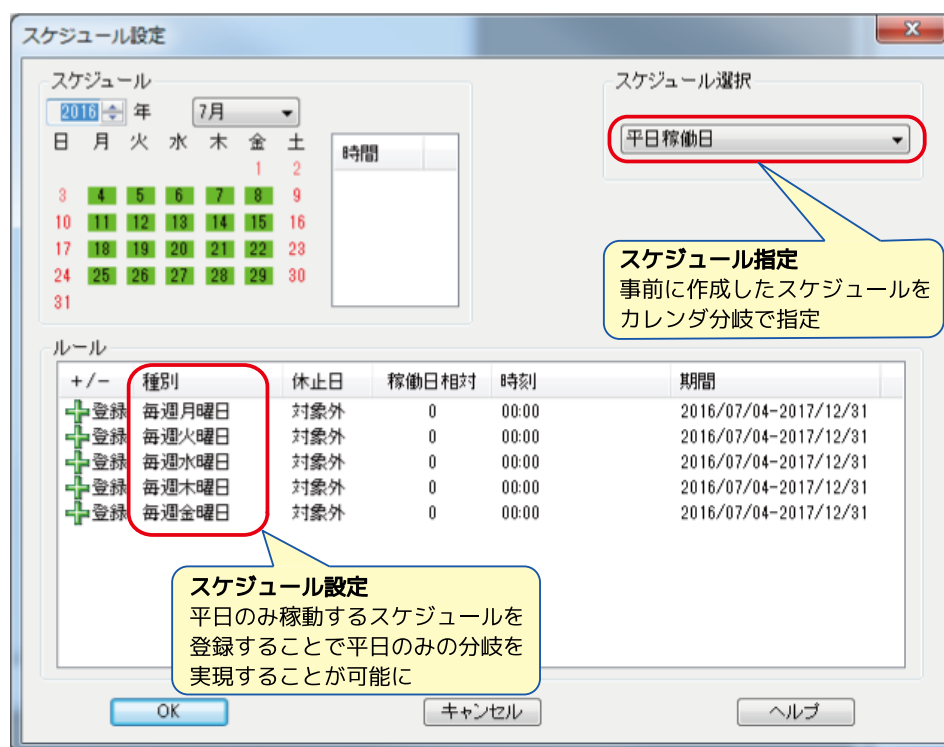 スケジュール設定
スケジュール
2016 年 7月
日 月 火 水 木 金 土
1 2
3 4 5 6 7 8 9
10 11 12 13 14 15 16
17 18 19 20 21 22 23
24 25 26 27 28 29 30
31
時間
スケジュール選択
平日稼働日
スケジュール指定
事前に作成したスケジュールを
カレンダ分岐で指定
ルール
+/- 種別 休止日 稼働日相対 時刻 期間
登録 毎週月曜日 対象外 0 00:00 2016/07/04-2017/12/31
登録 毎週火曜日 対象外 0 00:00 2016/07/04-2017/12/31
登録 毎週水曜日 対象外 0 00:00 2016/07/04-2017/12/31
登録 毎週木曜日 対象外 0 00:00 2016/07/04-2017/12/31
登録 毎週金曜日 対象外 0 00:00 2016/07/04-2017/12/31
スケジュール設定
平日のみ稼動するスケジュールを
登録することで平日のみの分岐を
実現することが可能に
OK キャンセル ヘルプ